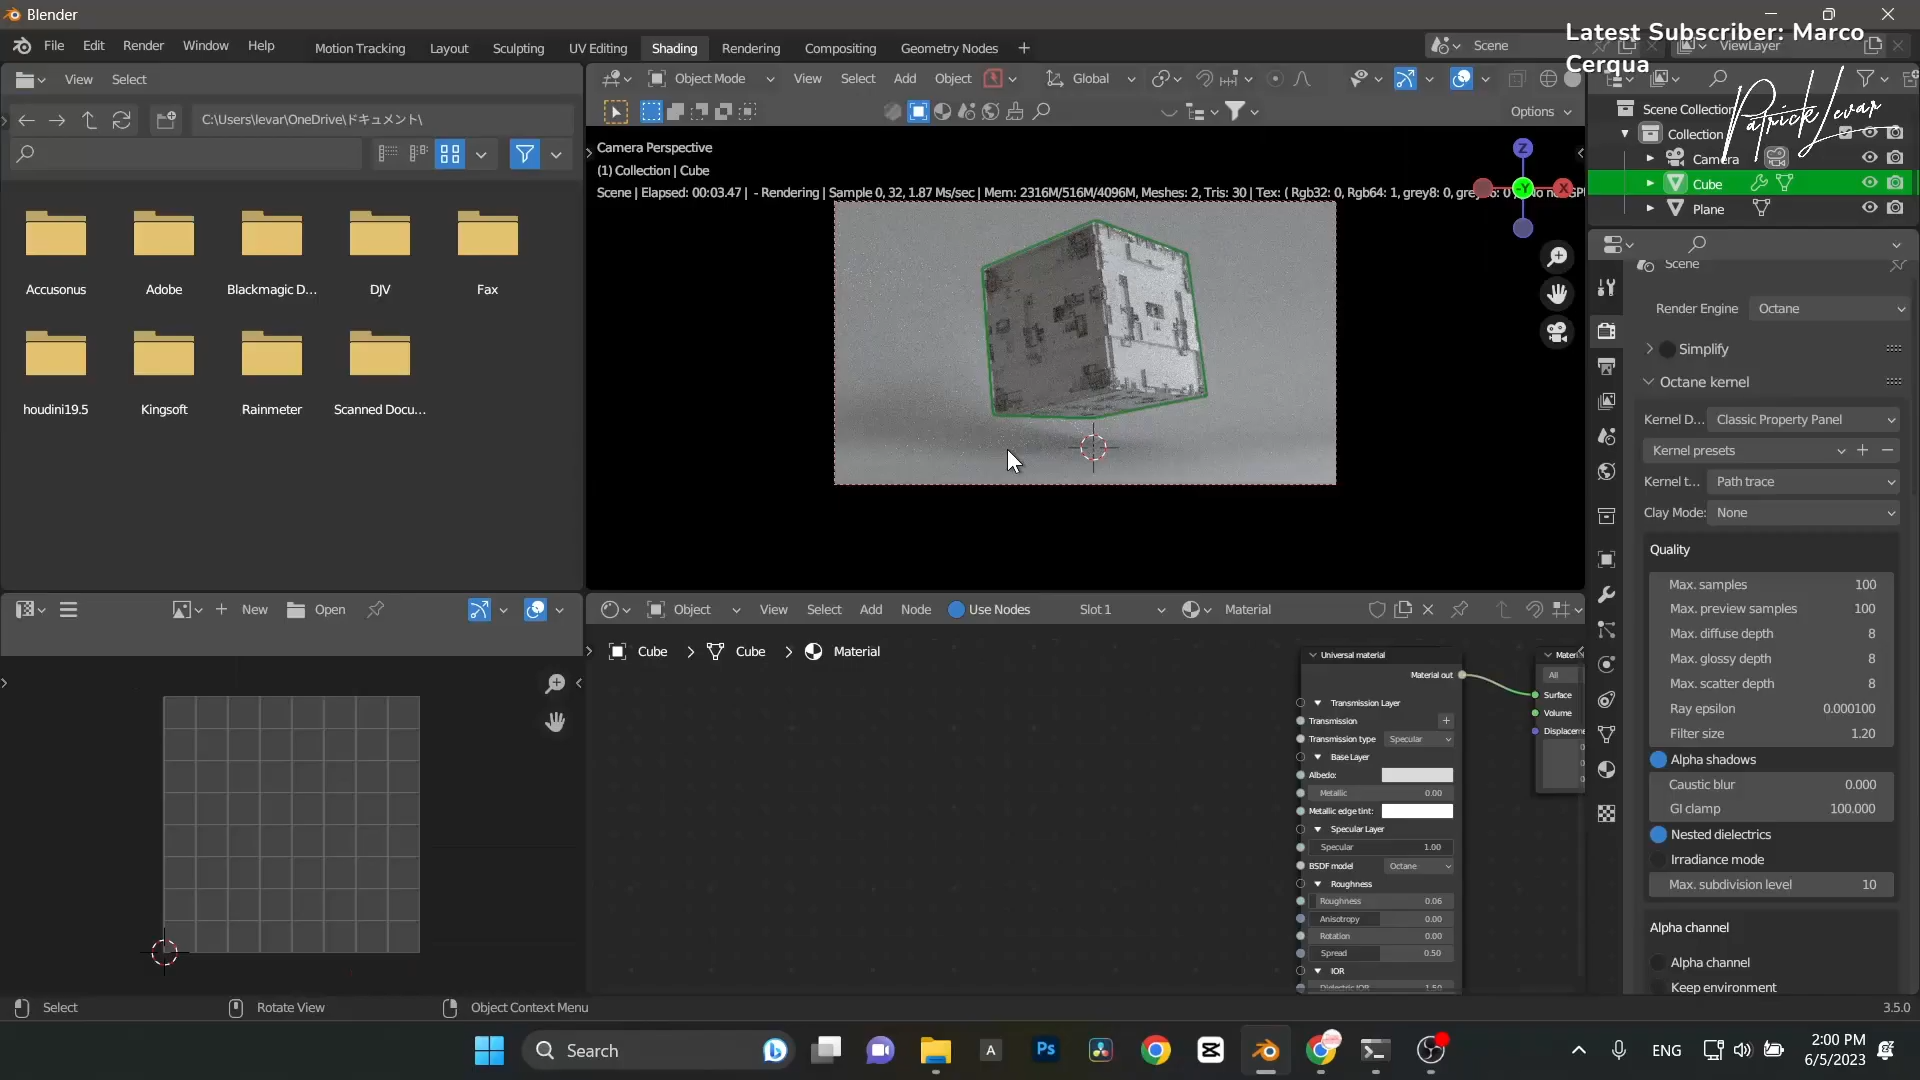 Blender
Latest Subscriber: Marco
Cerqua
File Edit Render Window Help
Motion Tracking Layout Sculpting UV Editing Shading Rendering Compositing Geometry Nodes
Scene ViewLayer
View Select
Object Mode View Select Add Object Global
Options
C:\Users\levar\OneDrive\ドキュメント\
Accusonus Adobe Blackmagic D... DJV Fax
houdini19.5 Kingsoft Rainmeter Scanned Docu...
Camera Perspective
(1) Collection | Cube
Scene | Elapsed: 00:03.47 | - Rendering | Sample 0, 32, 1.87 Ms/sec | Mem: 2316M/516M/4096M, Meshes: 2, Tris: 30 | Tex: ( Rgb32: 0, Rgb64: 1, grey8: 0,
Z
-Y
X
Scene Collection
Patrick Levar
Collection
Camera
Cube
Plane
Scene
Render Engine Octane
Simplify
Octane kernel
Kernel D... Classic Property Panel
Kernel presets
Kernel t... Path trace
Clay Mode: None
Quality
Max. samples 100
Max. preview samples 100
Max. diffuse depth 8
Max. glossy depth 8
Max. scatter depth 8
Ray epsilon 0.000100
Filter size 1.20
Alpha shadows
Caustic blur 0.000
GI clamp 100.000
Nested dielectrics
Irradiance mode
Max. subdivision level 10
Alpha channel
Alpha channel
Keep environment
New Open
Object View Select Add Node Use Nodes Slot 1 Material
Cube Cube Material
Universal material
Material out
Transmission Layer
Transmission
Transmission type Specular
Base Layer
Albedo:
Metallic 0.00
Metallic edge tint:
Specular Layer
Specular 1.00
BSDF model Octane
Roughness
Roughness 0.06
Anisotropy 0.00
Rotation 0.00
Spread 0.50
IOR
Dielectric IOR 1.50
All
Surface
Volume
Displaceme
Select Rotate View Object Context Menu 3.5.0
Search A Ps ENG 2:00 PM
6/5/2023